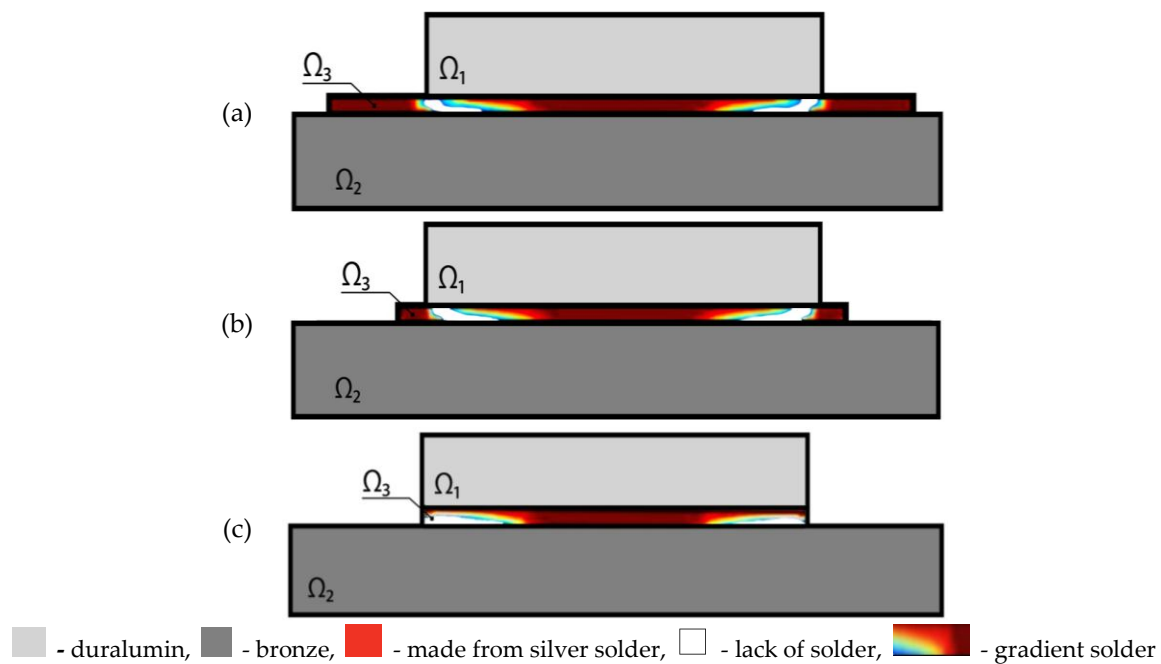 Ω₃
Ω₁
(a)
Ω₂
Ω₃
Ω₁
(b)
Ω₂
Ω₃
Ω₁
(c)
Ω₂
- duralumin, - bronze, - made from silver solder, - lack of solder, - gradient solder